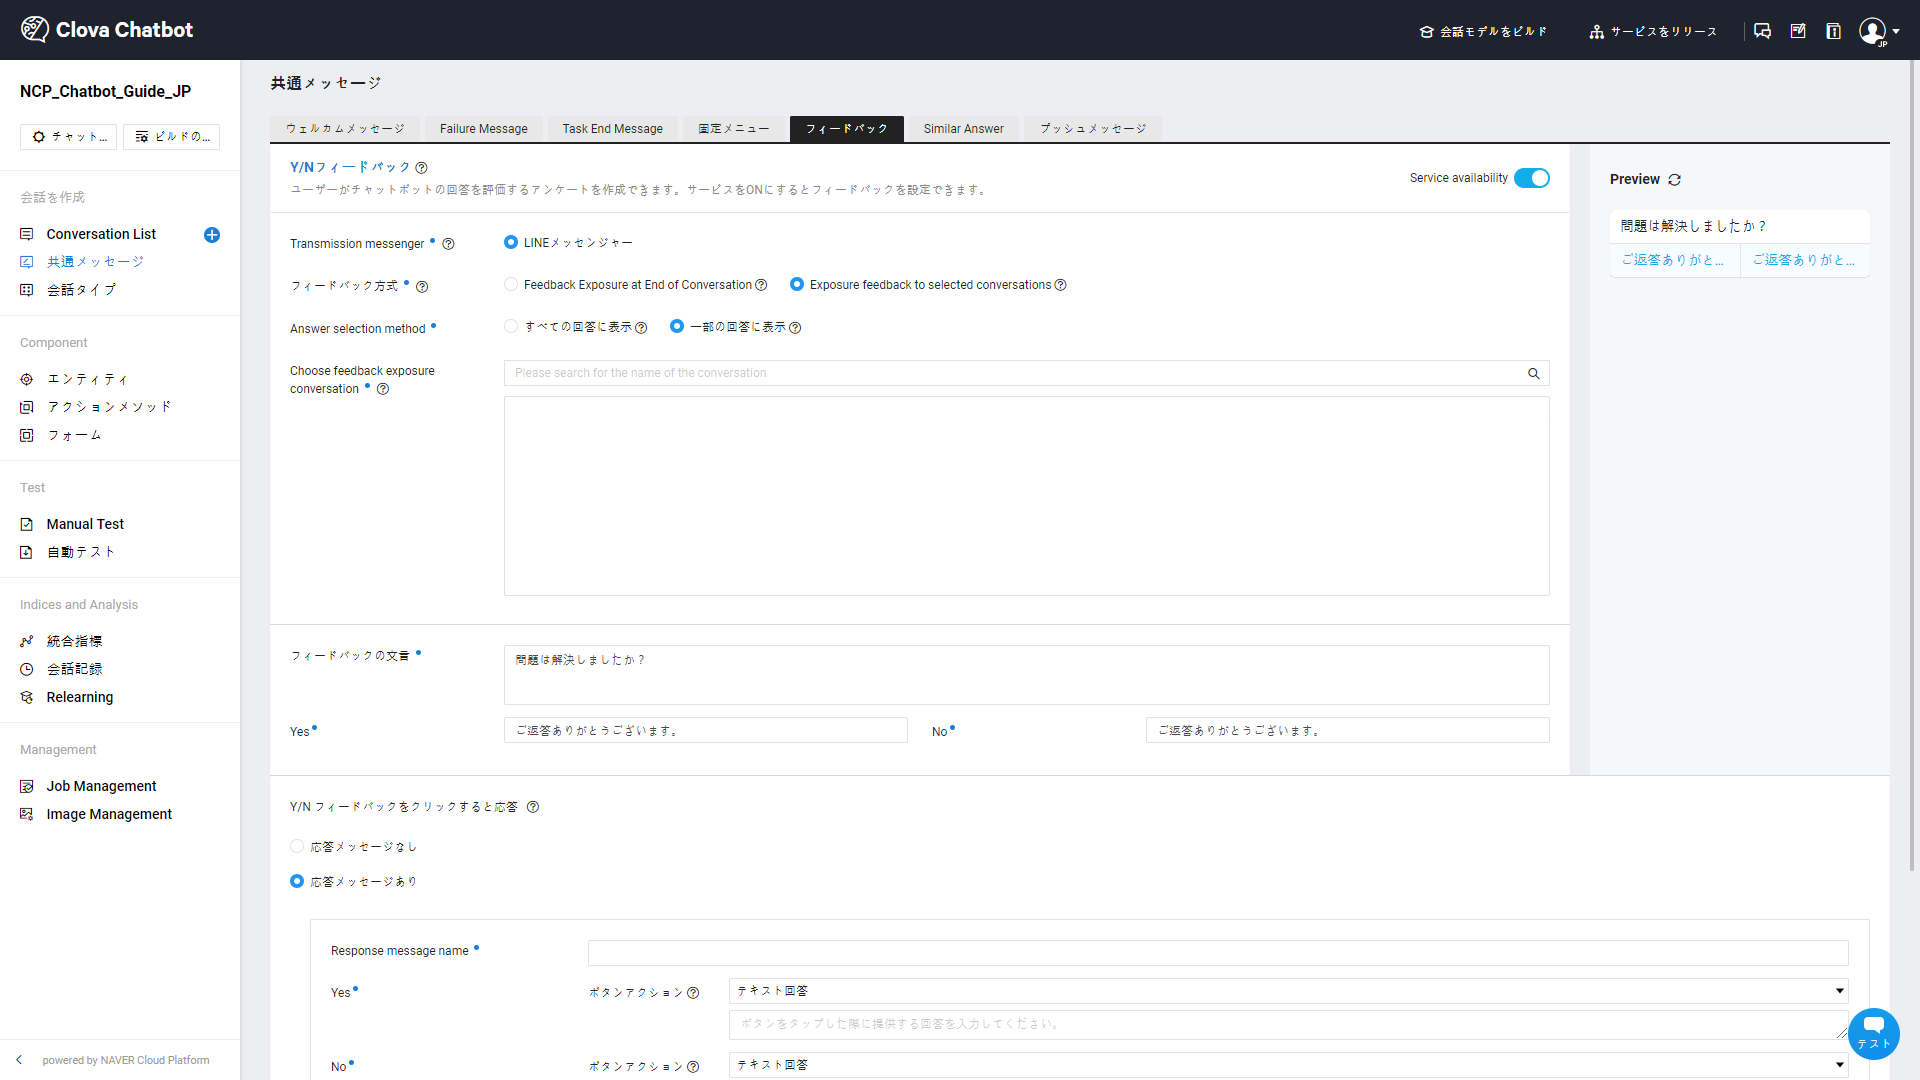 Clova Chatbot
会話モデルをビルド
サービスをリリース
JP
NCP_Chatbot_Guide_JP
チャット...
ビルドの...
会話を作成
Conversation List
共通メッセージ
会話タイプ
Component
エンティティ
アクションメソッド
フォーム
Test
Manual Test
自動テスト
Indices and Analysis
統合指標
会話記録
Relearning
Management
Job Management
Image Management
powered by NAVER Cloud Platform
共通メッセージ
ウェルカムメッセージ
Failure Message
Task End Message
固定メニュー
フィードバック
Similar Answer
プッシュメッセージ
Y/Nフィードバック
ユーザーがチャットボットの回答を評価するアンケートを作成できます。サービスをONにするとフィードバックを設定できます。
Service availability
Transmission messenger
LINEメッセンジャー
フィードバック方式
Feedback Exposure at End of Conversation
Exposure feedback to selected conversations
Answer selection method
すべての回答に表示
一部の回答に表示
Choose feedback exposure
conversation
Please search for the name of the conversation
フィードバックの文言
問題は解決しましたか？
Yes
ご返答ありがとうございます。
No
ご返答ありがとうございます。
Preview
問題は解決しましたか？
ご返答ありがと...
ご返答ありがと...
Y/N フィードバックをクリックすると応答
応答メッセージなし
応答メッセージあり
Response message name
Yes
ボタンアクション
テキスト回答
ボタンをタップした際に提供する回答を入力してください。
No
ボタンアクション
テキスト回答
テスト